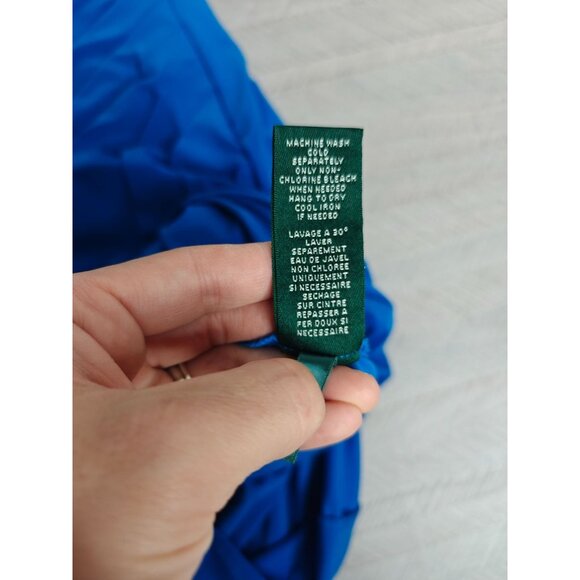 MACHINE WASH
COLD
SEPARATELY
ONLY NON-
CHLORINE BLEACH
WHEN NEEDED
HANG TO DRY
COOL IRON
IF NEEDED
LAVAGE A 30°
LAVER
SEPAREMENT
EAU DE JAVEL
NON CHLOREE
UNIQUEMENT
SI NECESSAIRE
SECHAGE
SUR CINTRE
REPASSER A
FER DOUX SI
NECESSAIRE